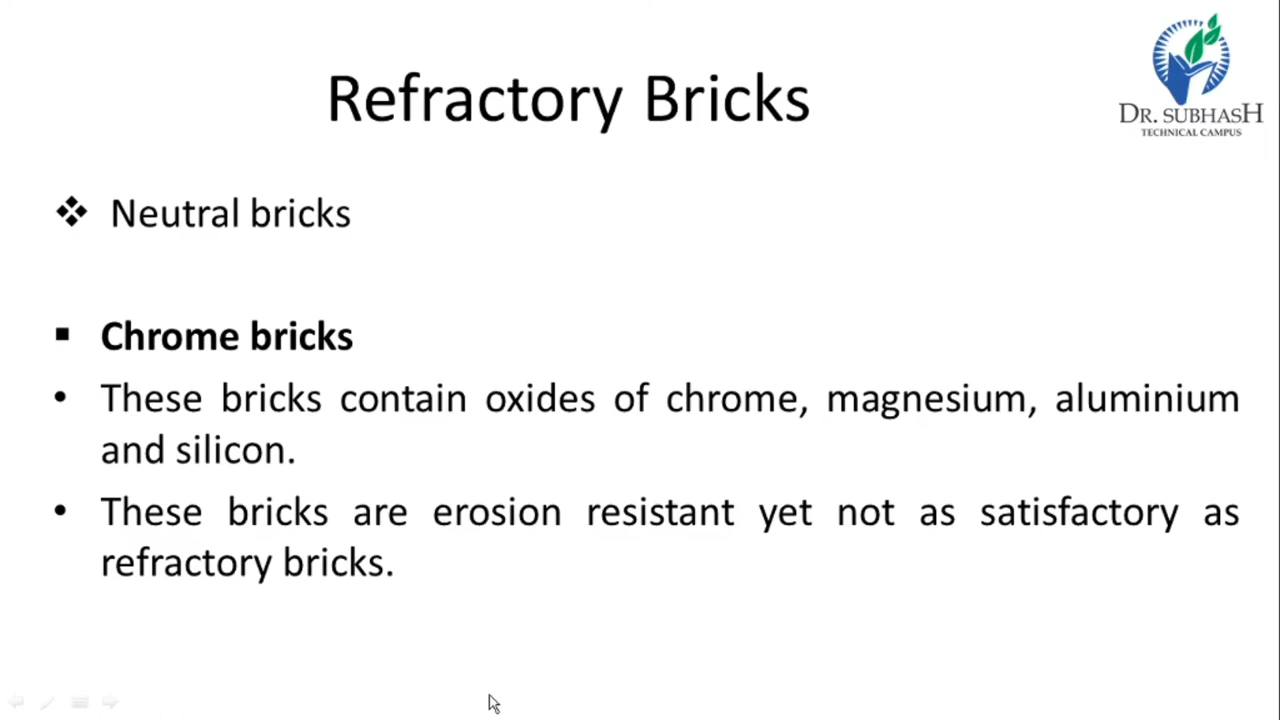 DR. SUBHASH
TECHNICAL CAMPUS
Refractory Bricks
Neutral bricks
Chrome bricks
These bricks contain oxides of chrome, magnesium, aluminium
and silicon.
These bricks are erosion resistant yet not as satisfactory as
refractory bricks.